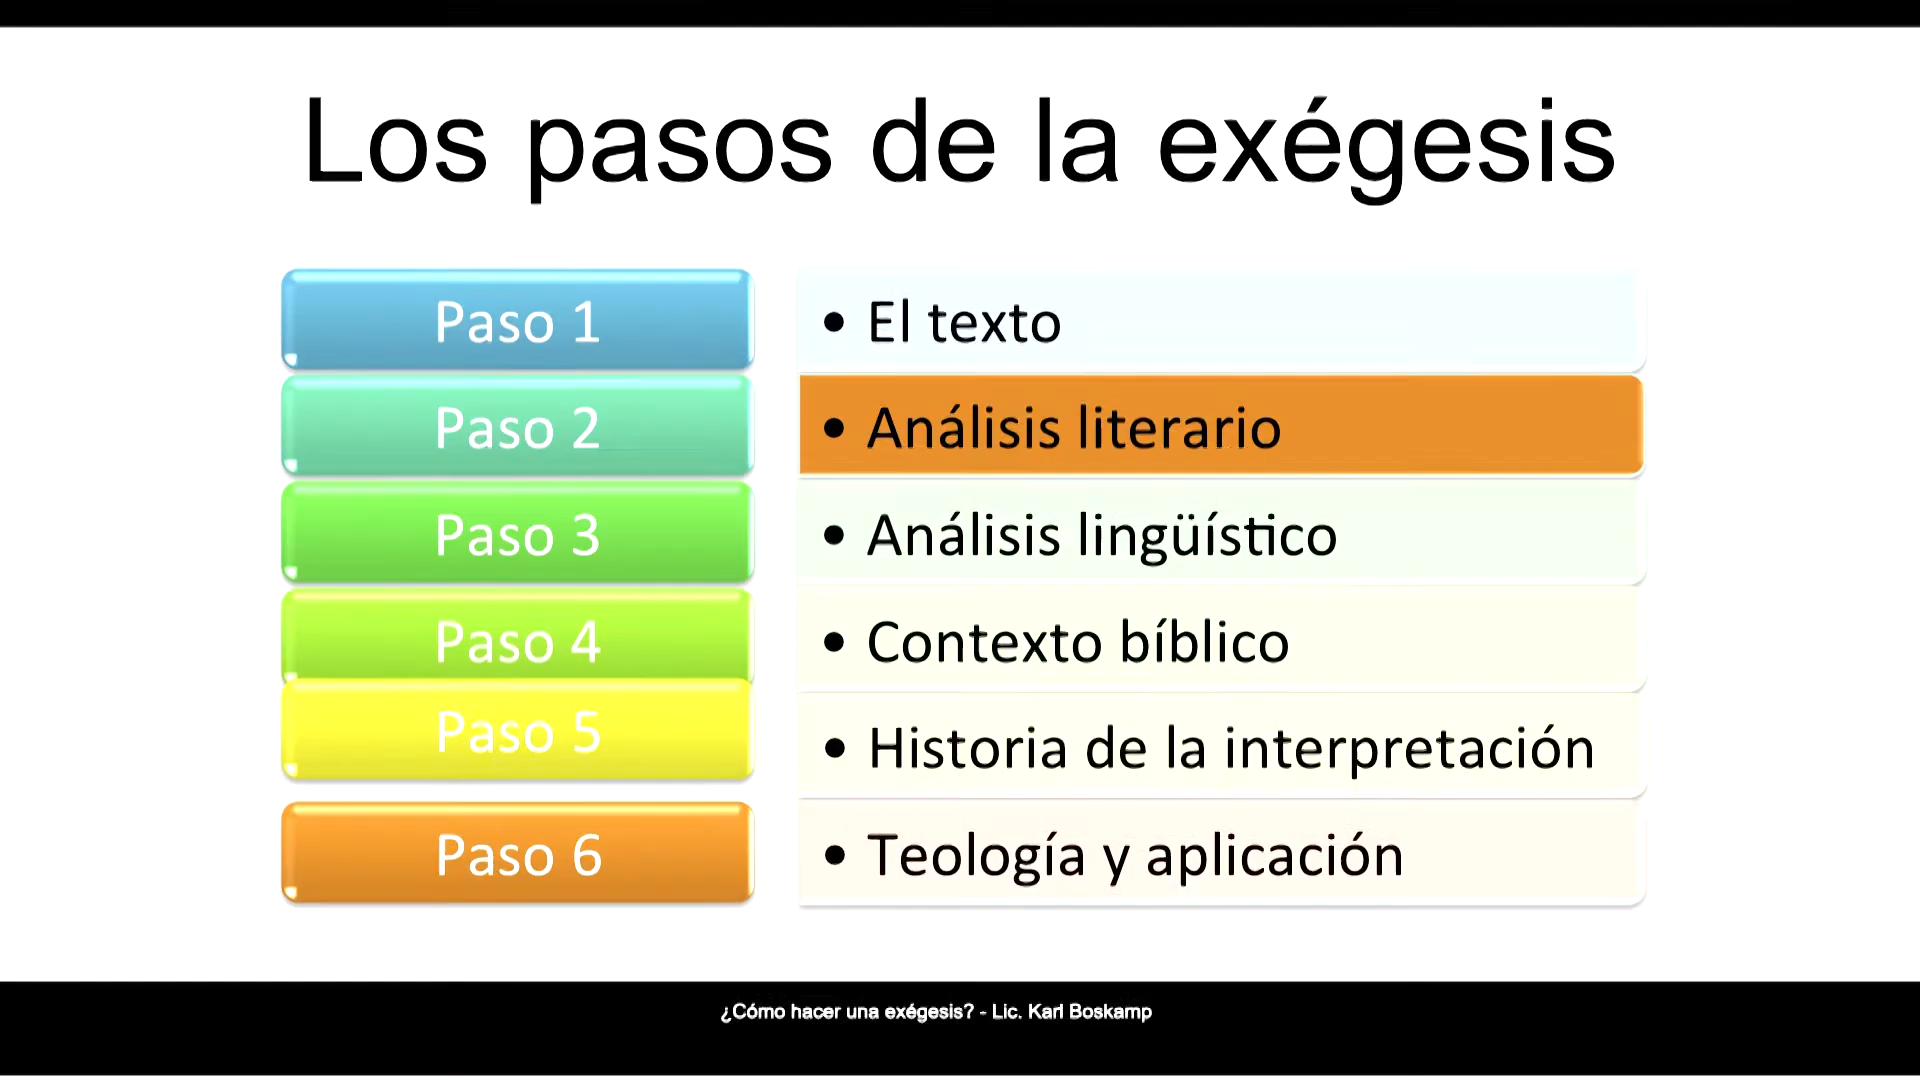 Los pasos de la exégesis
Paso 1
• El texto
Paso 2
• Análisis literario
Paso 3
• Análisis lingüístico
Paso 4
• Contexto bíblico
Paso 5
• Historia de la interpretación
Paso 6
• Teología y aplicación
¿Cómo hacer una exégesis? - Lic. Karl Boskamp